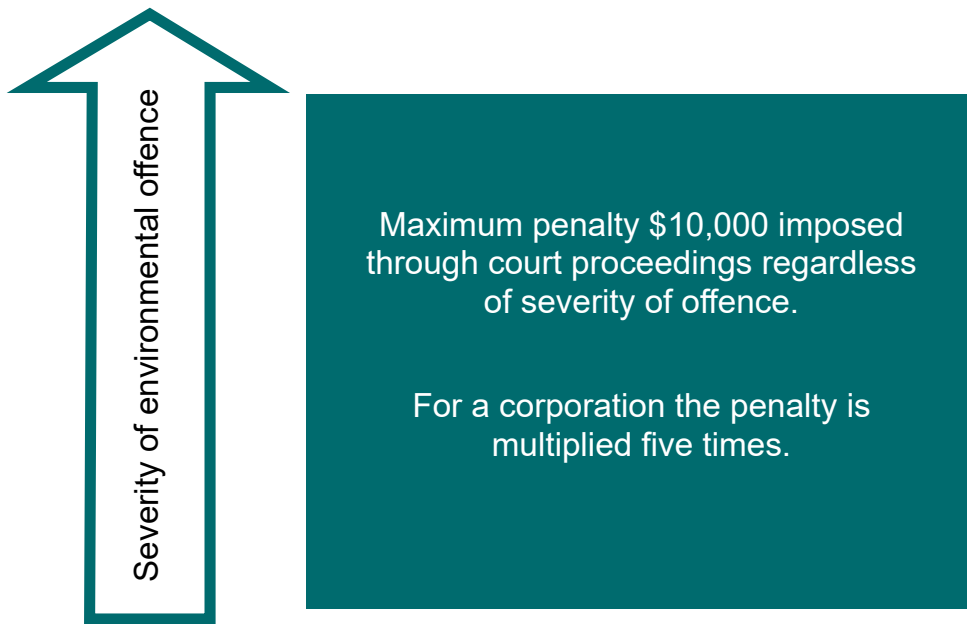 Severity of environmental offence
Maximum penalty $10,000 imposed
through court proceedings regardless
of severity of offence.
For a corporation the penalty is
multiplied five times.